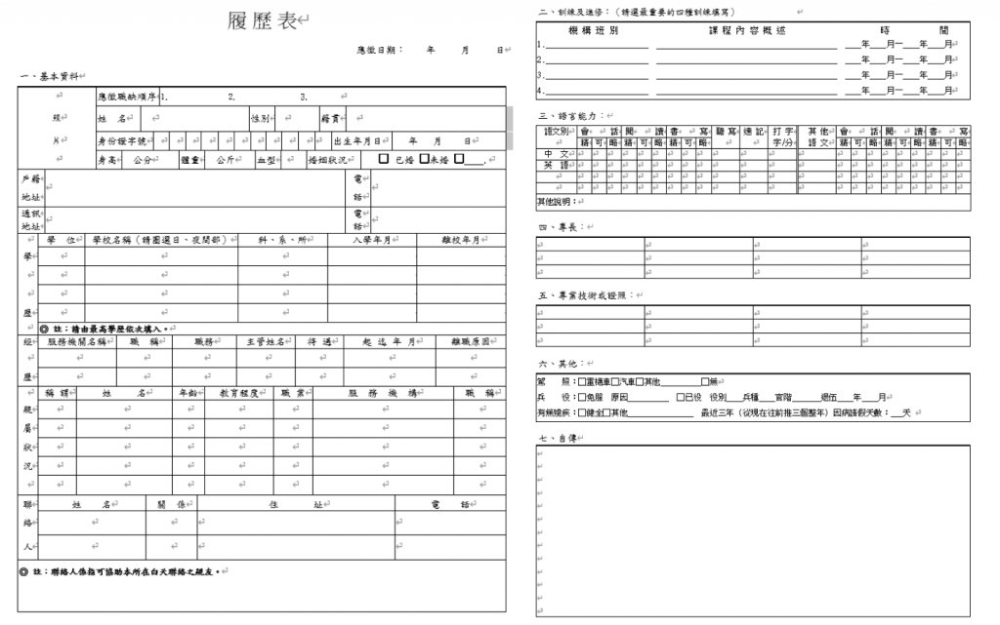 履歷表
應徵日期： 年 月 日
一、基本資料
照片
應徵職缺順序 1. 2. 3.
姓 名 性別 籍貫
身份證字號 出生年月日 年 月 日
身高 公分 體重 公斤 血型 婚姻狀況 □ 已婚 □未婚 □____.
戶籍地址 電話
通訊地址 電話
學歷
學 位 學校名稱（請圈選日、夜間部） 科、系、所 入學年月 離校年月
◎ 註：請由最高學歷依次填入。
經歷
服務機關名稱 職 稱 職務 主管姓名 待 遇 起 迄 年 月 離職原因
親屬狀況
稱 謂 姓 名 年齡 教育程度 職 業 服 務 機 構 職 稱
聯絡人
姓 名 關 係 住 址 電 話
◎ 註：聯絡人係指可協助本所在白天聯絡之親友。
二、訓練及進修：（請選最重要的四種訓練填寫）
機 構 班 別 課 程 內 容 概 述 時 間
1.____ ____ ___年___月—___年___月
2.____ ____ ___年___月—___年___月
3.____ ____ ___年___月—___年___月
4.____ ____ ___年___月—___年___月
三、語言能力：
語文別 會 話 閱 讀 書 寫 聽 寫 速 記 打 字 其 他 會 話 閱 讀 書 寫
精 可 略 精 可 略 精 可 略 字/分 語 文 精 可 略 精 可 略 精 可 略
中 文
英 語
其他說明：
四、專長：
五、專業技術或證照：
六、其他：
駕 照：□重機車□汽車□其他________ □無
兵 役：□免服 原因________ □已役 役別___兵種___官階______退伍___年___月
有無殘疾：□健全□其他____________ 最近三年（從現在往前推三個整年）因病請假天數：___天
七、自傳